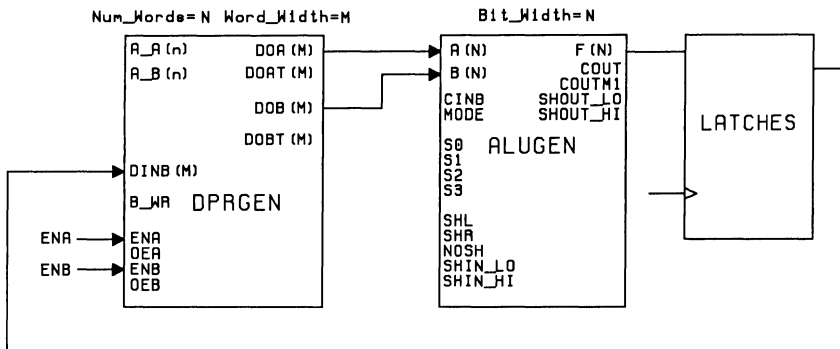 Num_Words=N Word_Width=M
Bit_Width=N
A_A(n) DOA(M)
A_B(n) DOAT(M)
DOB(M)
DOBT(M)
DINB(M)
B_WR DPRGEN
ENA ENA
OEA
ENB ENB
OEB
A(N) F(N)
B(N) COUT
COUTM1
CINB SHOUT_LO
MODE SHOUT_HI
S0 ALUGEN
S1
S2
S3
SHL
SHR
NOSH
SHIN_LO
SHIN_HI
LATCHES